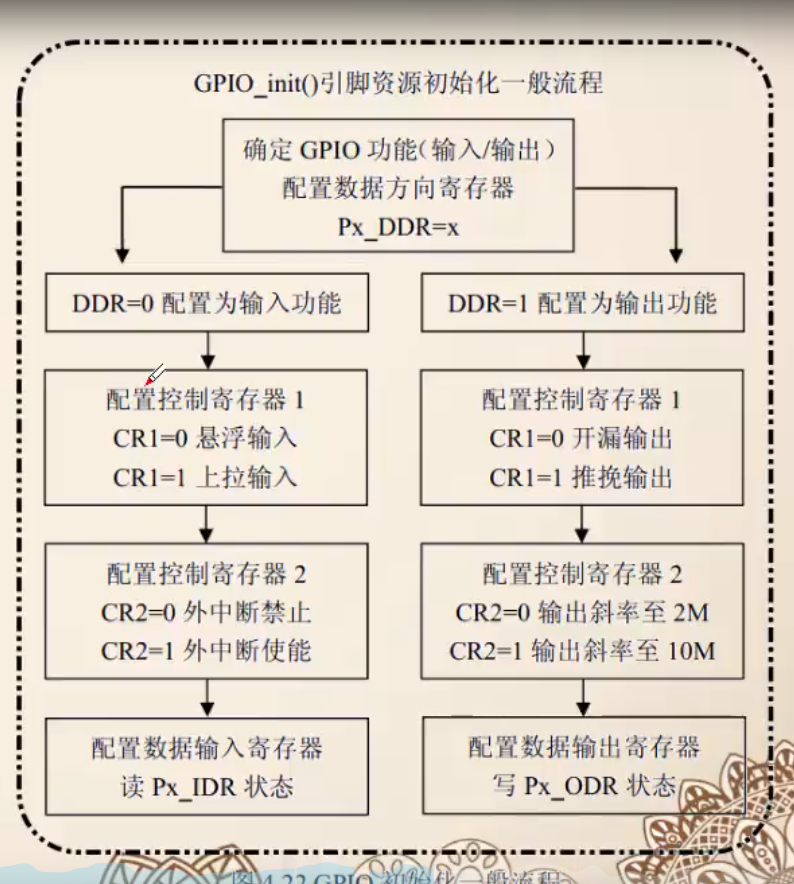 GPIO_init()引脚资源初始化一般流程
确定 GPIO 功能（输入/输出）
配置数据方向寄存器
Px_DDR=x
DDR=0 配置为输入功能
配置控制寄存器 1
CR1=0 悬浮输入
CR1=1 上拉输入
配置控制寄存器 2
CR2=0 外中断禁止
CR2=1 外中断使能
配置数据输入寄存器
读 Px_IDR 状态
DDR=1 配置为输出功能
配置控制寄存器 1
CR1=0 开漏输出
CR1=1 推挽输出
配置控制寄存器 2
CR2=0 输出斜率至 2M
CR2=1 输出斜率至 10M
配置数据输出寄存器
写 Px_ODR 状态
图 4.22 GPIO 初始化一般流程